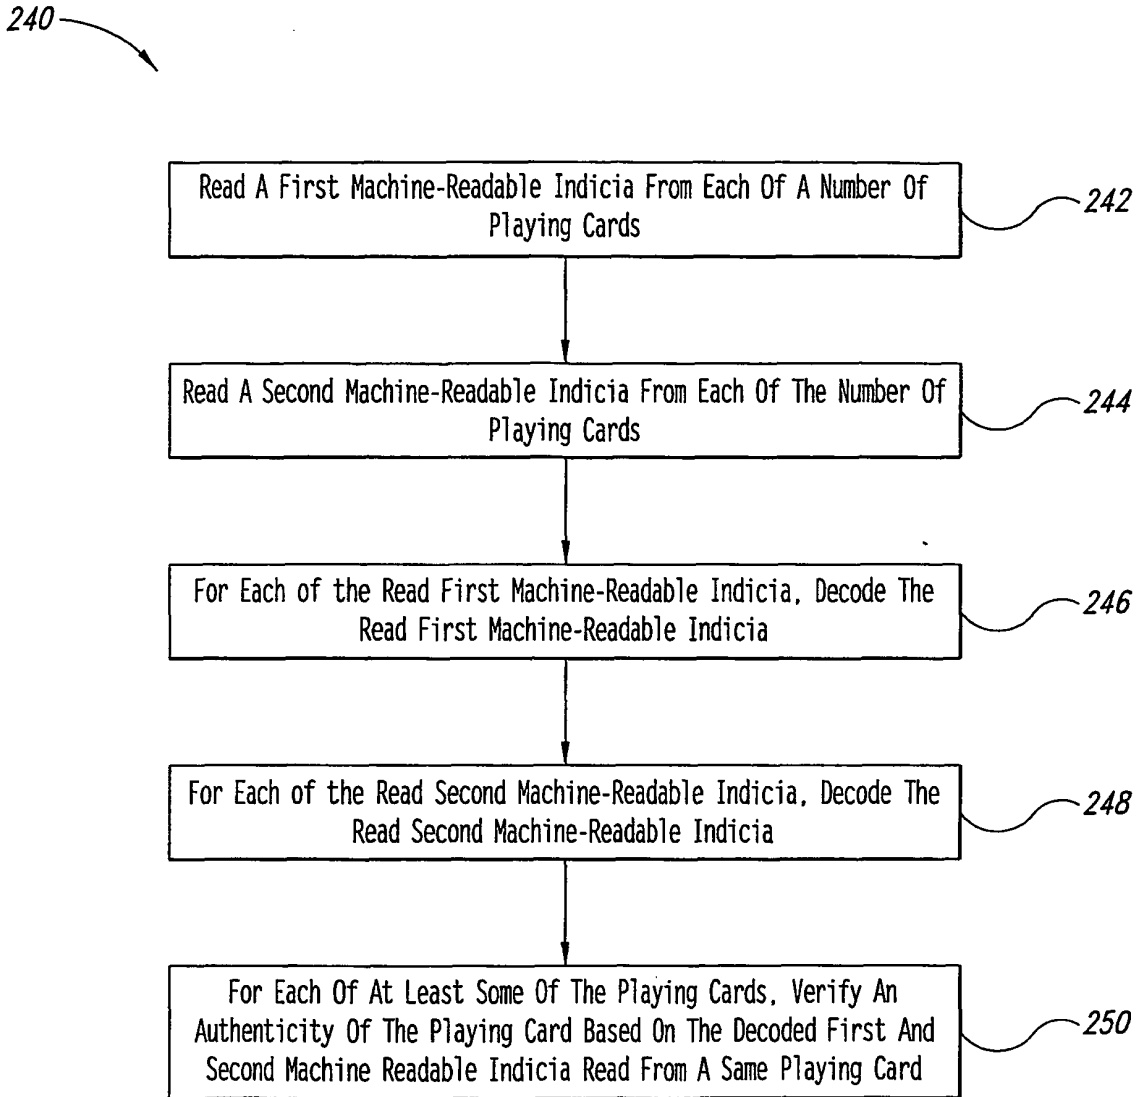 240
Read A First Machine-Readable Indicia From Each Of A Number Of
Playing Cards
242
Read A Second Machine-Readable Indicia From Each Of The Number Of
Playing Cards
244
For Each of the Read First Machine-Readable Indicia, Decode The
Read First Machine-Readable Indicia
246
For Each of the Read Second Machine-Readable Indicia, Decode The
Read Second Machine-Readable Indicia
248
For Each Of At Least Some Of The Playing Cards, Verify An
Authenticity Of The Playing Card Based On The Decoded First And
Second Machine Readable Indicia Read From A Same Playing Card
250